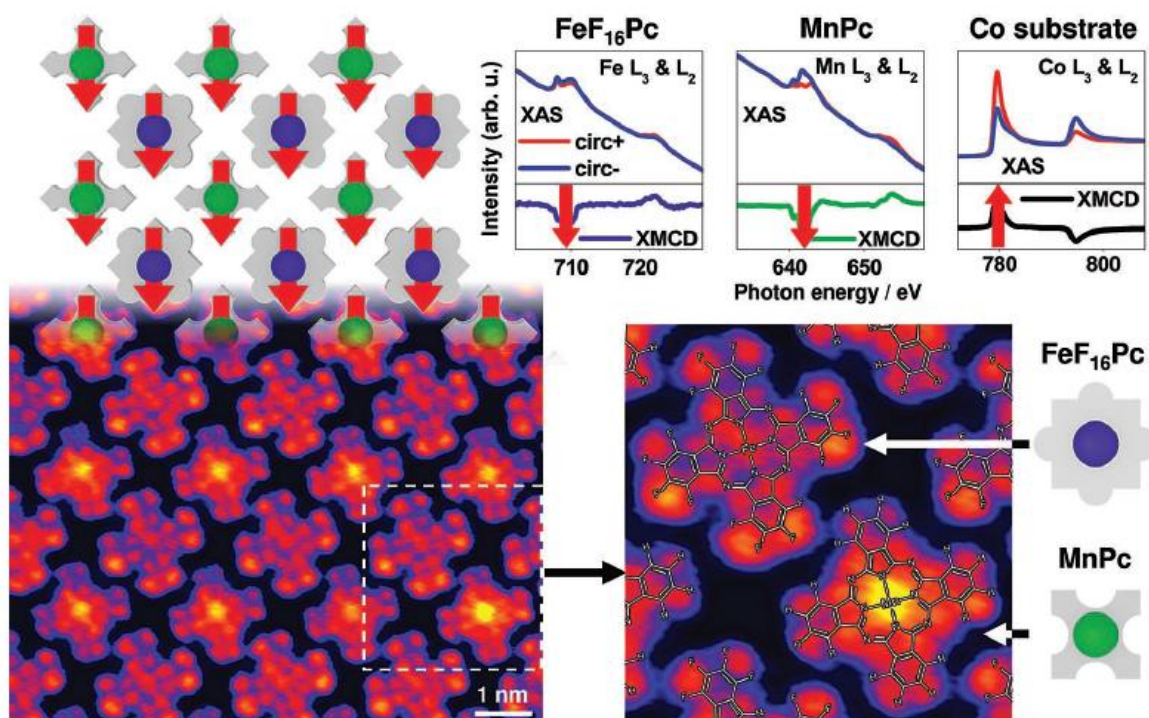 FeF₁₆Pc
MnPc
Co substrate
Intensity (arb. u.)
Fe L₃ & L₂
XAS
circ+
circ-
XMCD
710
720
Mn L₃ & L₂
XAS
XMCD
640
650
Co L₃ & L₂
XAS
XMCD
780
800
Photon energy / eV
FeF₁₆Pc
MnPc
Mn
1 nm